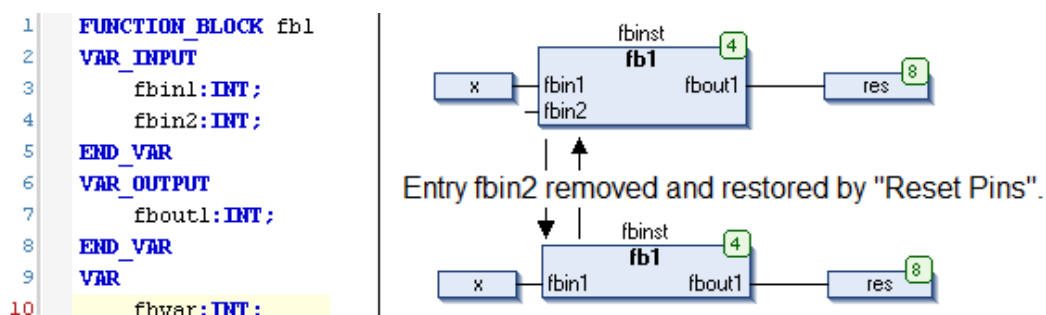 1 FUNCTION_BLOCK fb1
2 VAR_INPUT
3 fbin1:INT;
4 fbin2:INT;
5 END_VAR
6 VAR_OUTPUT
7 fbout1:INT;
8 END_VAR
9 VAR
10 fbvar:INT;
fbinst
4
fb1
x fbin1 fbout1 res 8
fbin2
Entry fbin2 removed and restored by "Reset Pins".
fbinst
4
fb1
x fbin1 fbout1 res 8